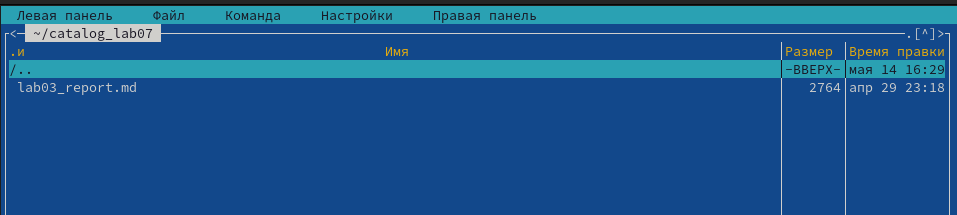 Левая панель Файл Команда Настройки Правая панель
<─ ~/catalog_lab07 ─.[^]>
.и Имя Размер Время правки
/.. -ВВЕРХ- мая 14 16:29
lab03_report.md 2764 апр 29 23:18